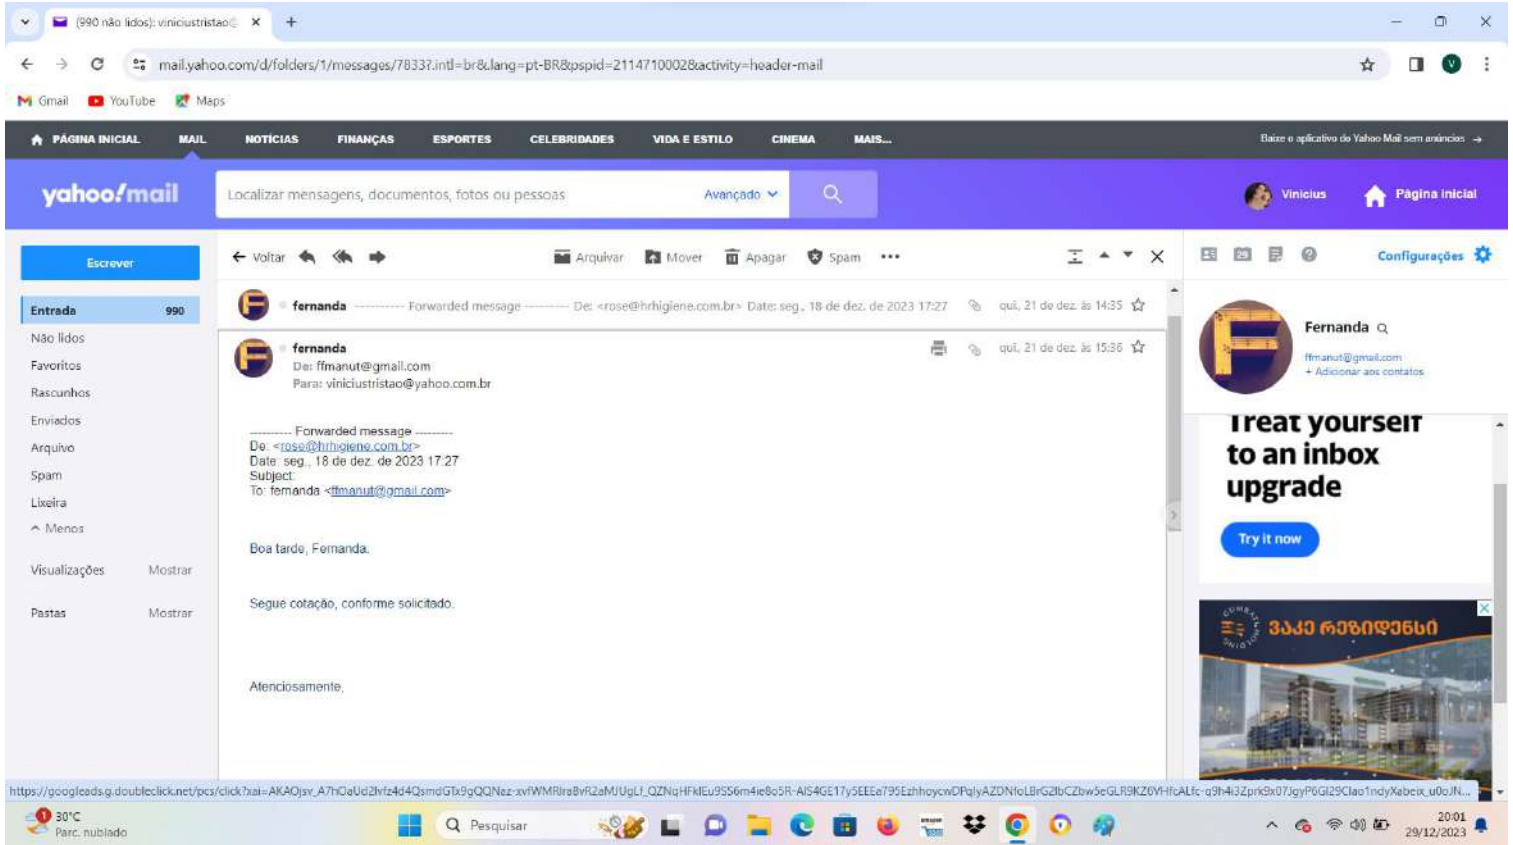 (990 não lidos): viniciustristao@
mail.yahoo.com/d/folders/1/messages/7833?.intl=br&.lang=pt-BR&pspid=2114710002&activity=header-mail
V
Gmail YouTube Maps
PÁGINA INICIAL MAIL NOTÍCIAS FINANÇAS ESPORTES CELEBRIDADES VIDA E ESTILO CINEMA MAIS... Baixe o aplicativo do Yahoo Mail sem anúncios →
yahoo!mail Localizar mensagens, documentos, fotos ou pessoas Avançado Vinicius Página inicial
Escrever Voltar Arquivar Mover Apagar Spam ••• Configurações
Entrada 990
Não lidos
Favoritos
Rascunhos
Enviados
Arquivo
Spam
Lixeira
Menos
Visualizações Mostrar
Pastas Mostrar
F fernanda ---------- Forwarded message ---------- De: <rose@hrhigiene.com.br> Date: seg., 18 de dez. de 2023 17:27 qui, 21 de dez. às 14:35
F fernanda qui, 21 de dez. às 15:36
De: ffmanut@gmail.com
Para: viniciustristao@yahoo.com.br
---------- Forwarded message ---------
De: <rose@hrhigiene.com.br>
Date: seg., 18 de dez. de 2023 17:27
Subject:
To: fernanda <ffmanut@gmail.com>
Boa tarde, Fernanda.
Segue cotação, conforme solicitado.
Atenciosamente,
F
Fernanda
ffmanut@gmail.com
+ Adicionar aos contatos
Treat yourself
to an inbox
upgrade
Try it now
ᲕᲐᲙᲔ ᲠᲔᲖᲘᲓᲔᲜᲡᲘ
30°C
Parc. nublado
Pesquisar
20:01
29/12/2023